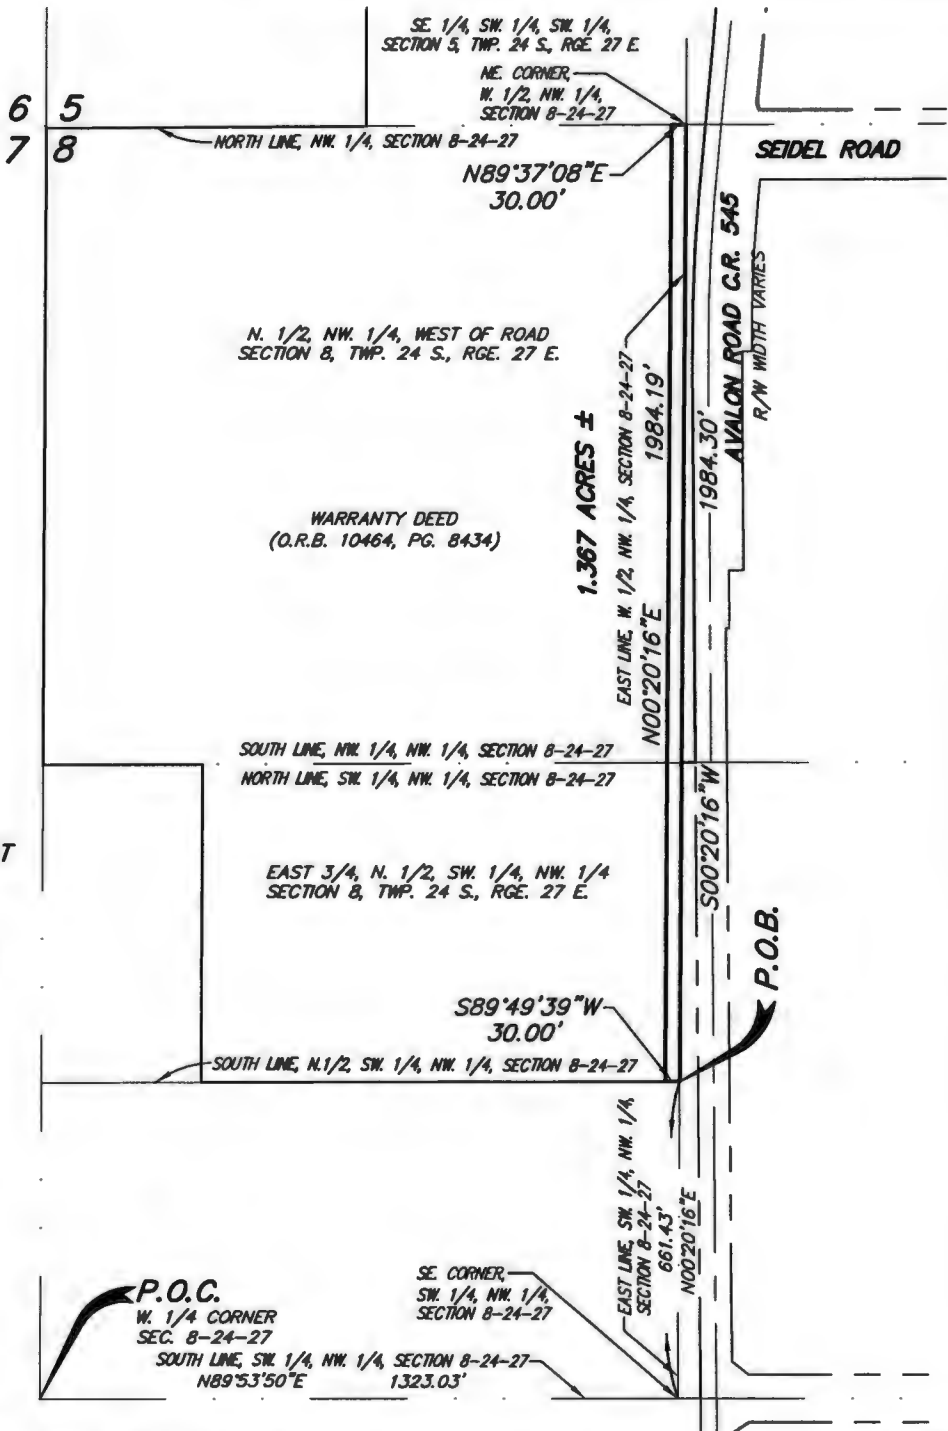 SE. 1/4, SW. 1/4, SW. 1/4,
SECTION 5, TWP. 24 S., RGE. 27 E.
NE. CORNER,
W. 1/2, NW. 1/4,
SECTION 8-24-27
6 5
7 8
NORTH LINE, NW. 1/4, SECTION 8-24-27
SEIDEL ROAD
N89°37'08"E
30.00'
AVALON ROAD C.R. 545
R/W WIDTH VARIES
N. 1/2, NW. 1/4, WEST OF ROAD
SECTION 8, TWP. 24 S., RGE. 27 E.
1.367 ACRES ±
EAST LINE, W. 1/2, NW. 1/4, SECTION 8-24-27
N00°20'16"E 1984.19'
S00°20'16"W 1984.30'
WARRANTY DEED
(O.R.B. 10464, PG. 8434)
SOUTH LINE, NW. 1/4, NW. 1/4, SECTION 8-24-27
NORTH LINE, SW. 1/4, NW. 1/4, SECTION 8-24-27
T
EAST 3/4, N. 1/2, SW. 1/4, NW. 1/4
SECTION 8, TWP. 24 S., RGE. 27 E.
P.O.B.
S89°49'39"W
30.00'
SOUTH LINE, N.1/2, SW. 1/4, NW. 1/4, SECTION 8-24-27
EAST LINE, SW. 1/4, NW. 1/4,
SECTION 8-24-27
661.43'
N00°20'16"E
P.O.C.
W. 1/4 CORNER
SEC. 8-24-27
SE. CORNER,
SW. 1/4, NW. 1/4,
SECTION 8-24-27
SOUTH LINE, SW. 1/4, NW. 1/4, SECTION 8-24-27
N89°53'50"E 1323.03'